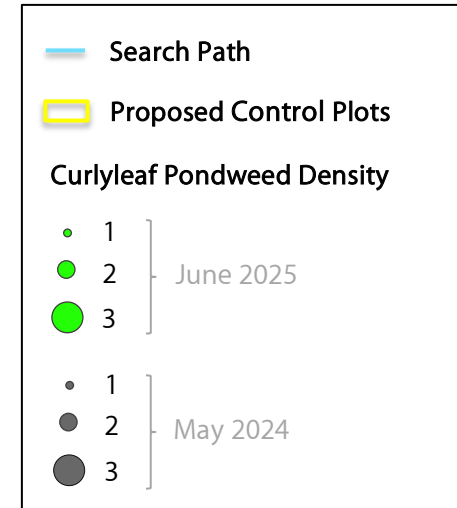 Search Path
Proposed Control Plots
Curlyleaf Pondweed Density
1
2
3
June 2025
1
2
3
May 2024